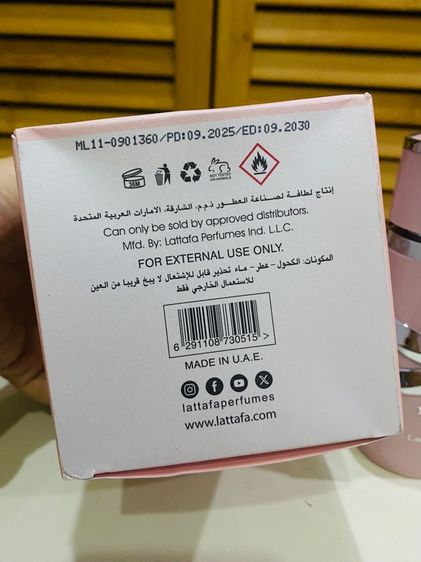 ML11-0901360/PD:09.2025/ED:09.2030
36M
NOT TESTED
ON ANIMALS
إنتاج لطافة لصناعة العطور ذ.م.م. الشارقة. الامارات العربية المتحدة
Can only be sold by approved distributors.
Mfd. By: Lattafa Perfumes Ind. L.L.C.
FOR EXTERNAL USE ONLY.
المكونات: الكحول – عطر – ماء تحذير قابل للإشتعال لا يبخ قريبا من العين
للاستعمال الخارجي فقط
6 291108 730515 >
MADE IN U.A.E.
lattafaperfumes
www.lattafa.com